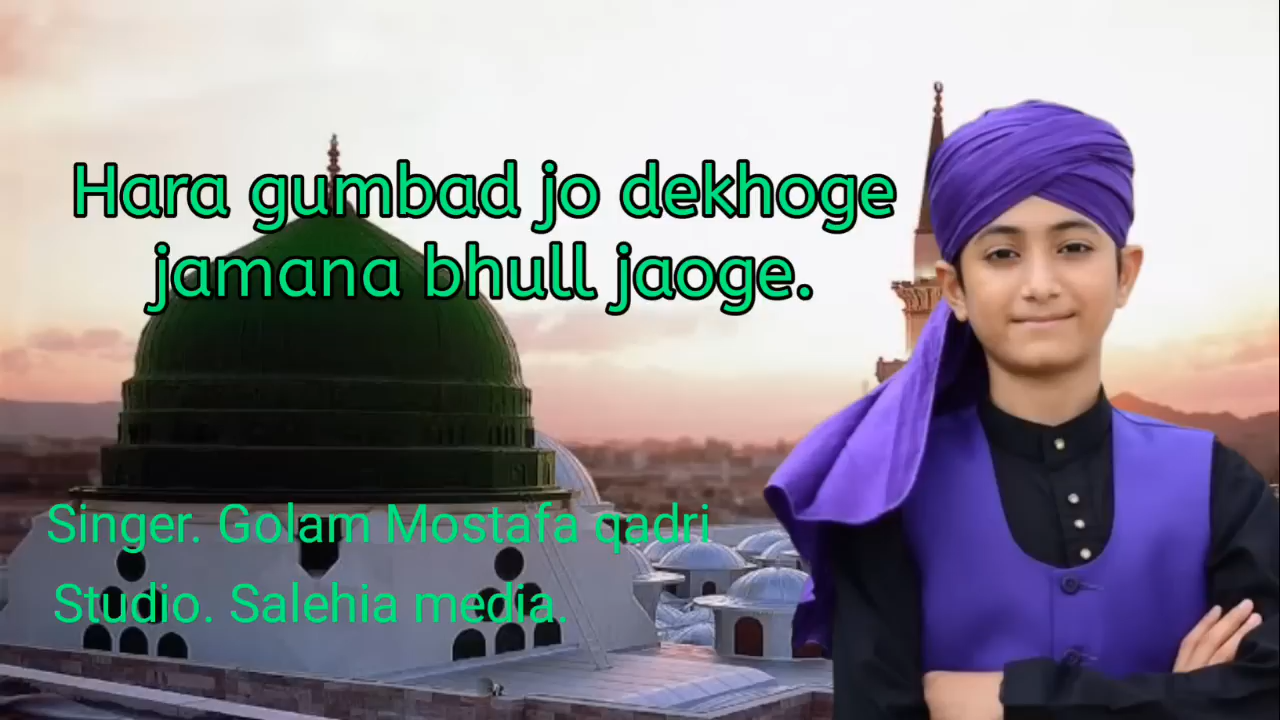 Hara gumbad jo dekhoge
jamana bhull jaoge.
Singer. Golam Mostafa qadri
Studio. Salehia media.